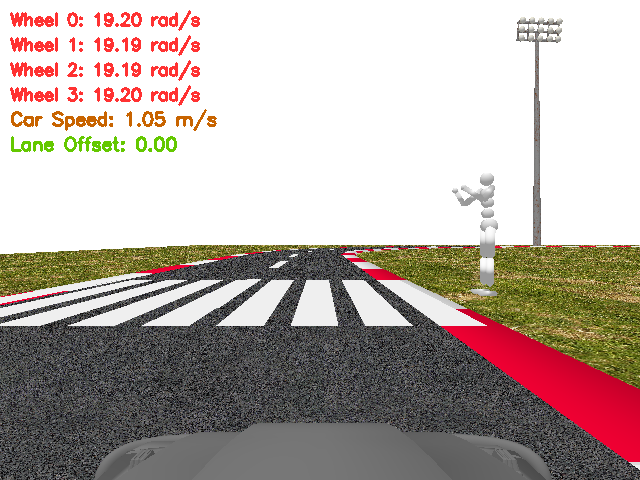 Wheel 0: 19.20 rad/s
Wheel 1: 19.19 rad/s
Wheel 2: 19.19 rad/s
Wheel 3: 19.20 rad/s
Car Speed: 1.05 m/s
Lane Offset: 0.00